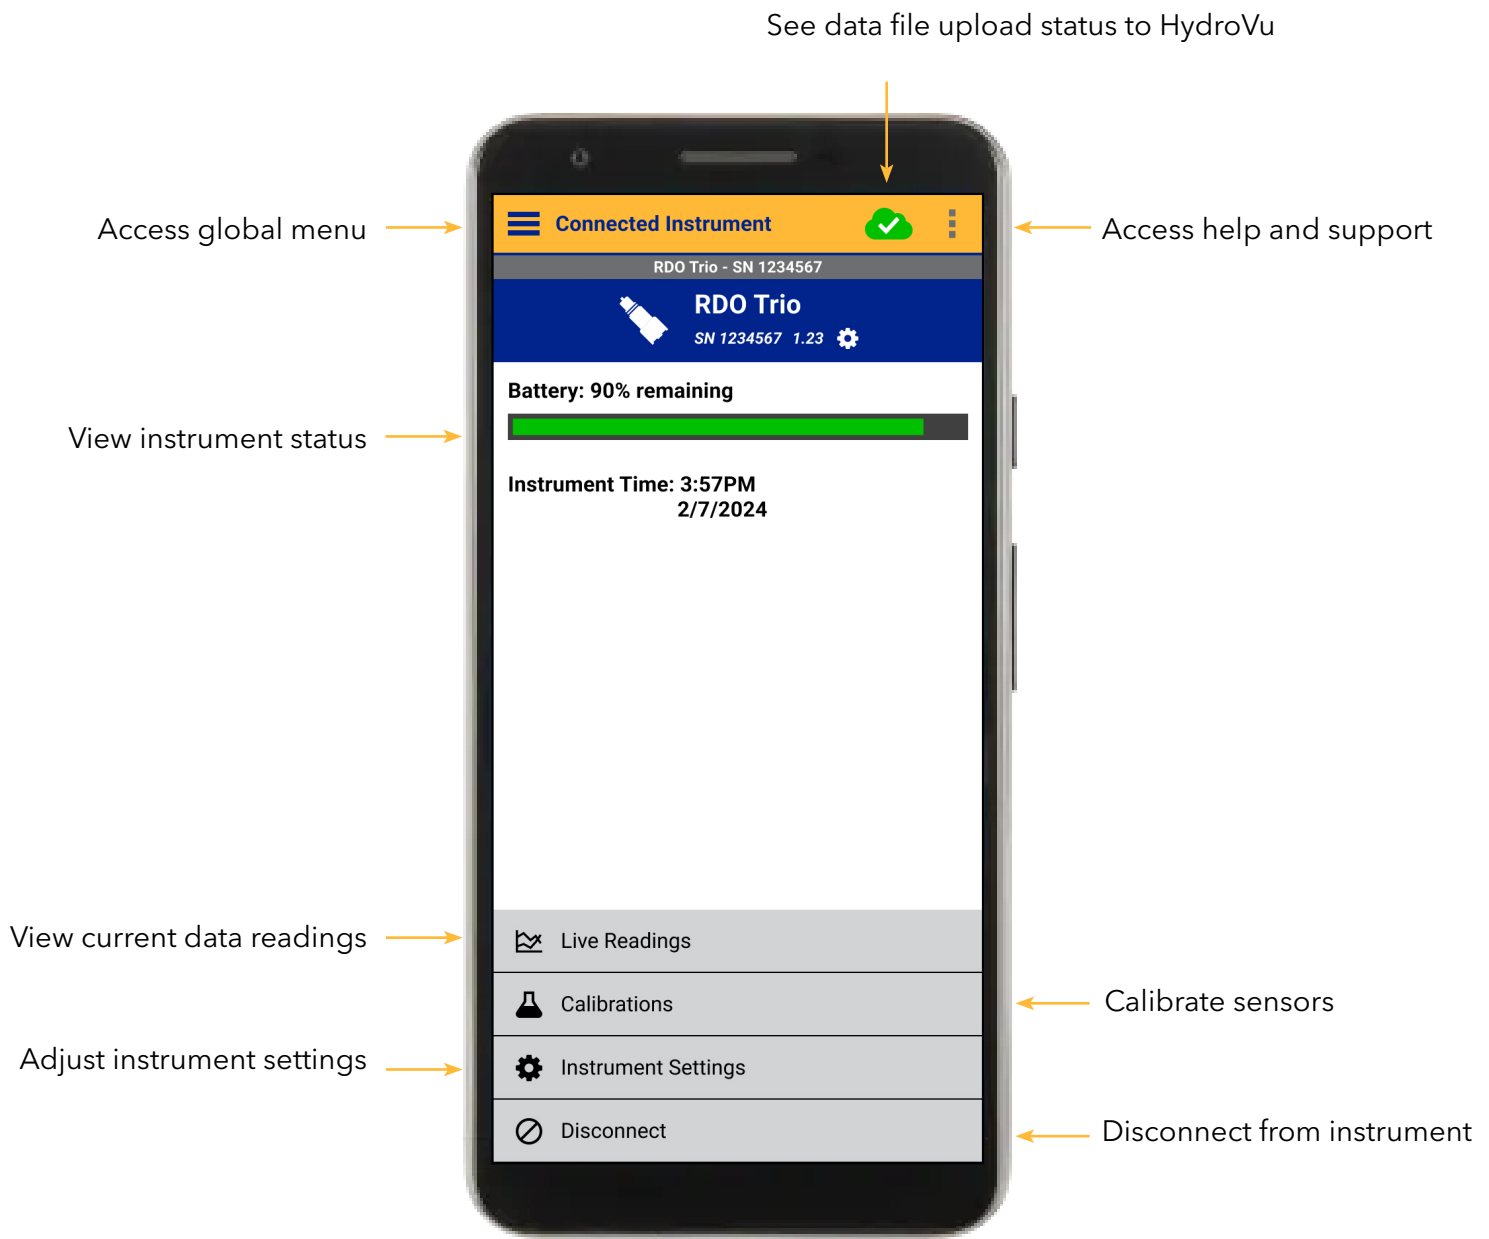 See data file upload status to HydroVu
Access global menu
Connected Instrument
Access help and support
RDO Trio - SN 1234567
RDO Trio
SN 1234567 1.23
Battery: 90% remaining
View instrument status
Instrument Time: 3:57PM
2/7/2024
View current data readings
Live Readings
Calibrations
Calibrate sensors
Adjust instrument settings
Instrument Settings
Disconnect
Disconnect from instrument